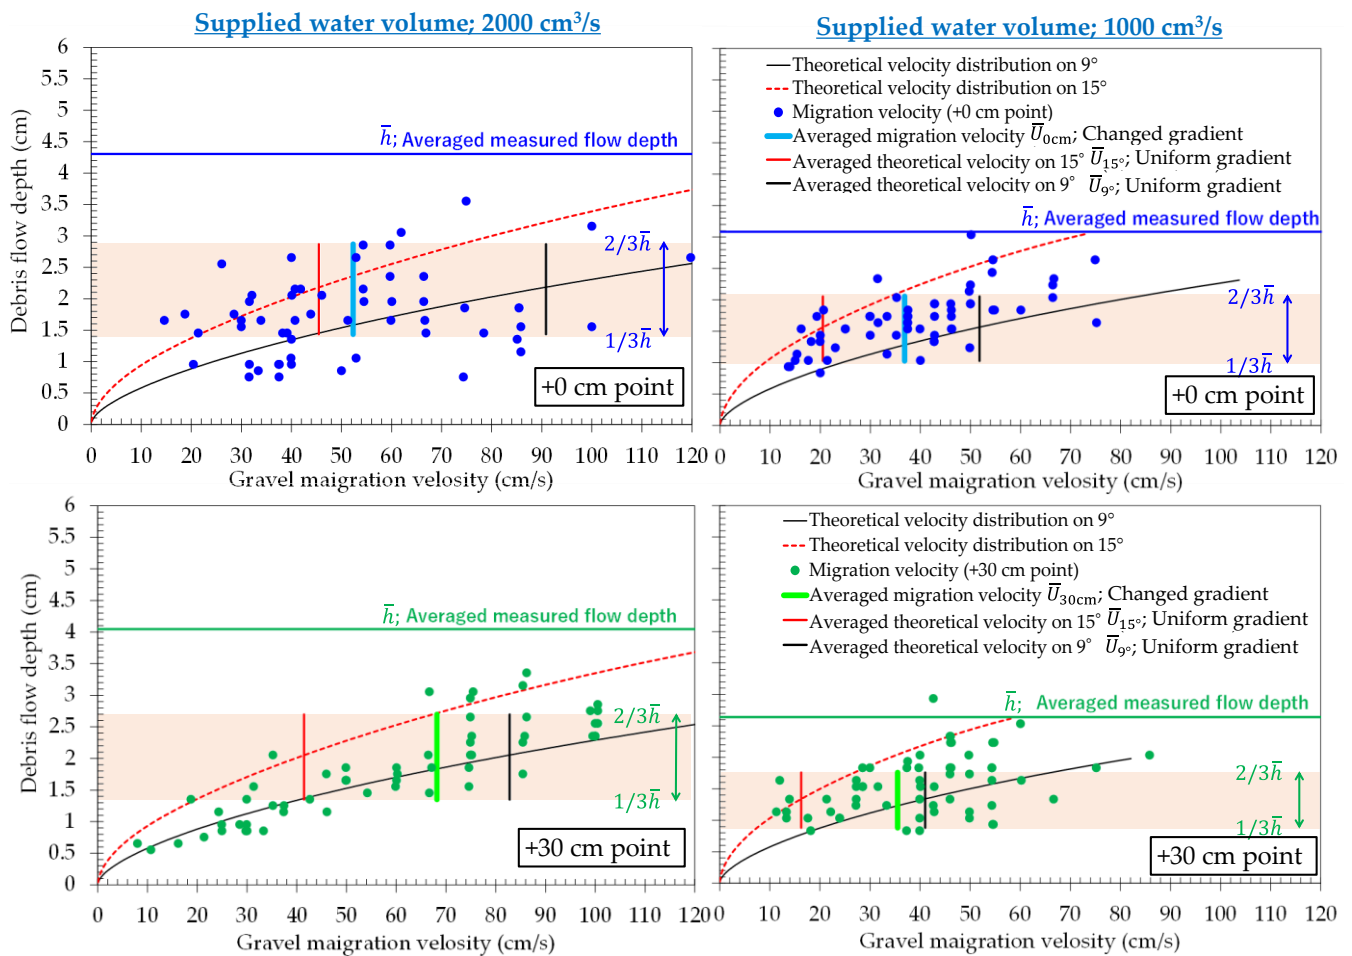 Supplied water volume; 2000 cm³/s
6
5.5
5
4.5
4
3.5
3
2.5
2
1.5
1
0.5
0
Debris flow depth (cm)
h̅; Averaged measured flow depth
2/3h̅
1/3h̅
+0 cm point
0 10 20 30 40 50 60 70 80 90 100 110 120
Gravel maigration velosity (cm/s)
Supplied water volume; 1000 cm³/s
Theoretical velocity distribution on 9°
Theoretical velocity distribution on 15°
Migration velocity (+0 cm point)
Averaged migration velocity U̅0cm; Changed gradient
Averaged theoretical velocity on 15° U̅15°; Uniform gradient
Averaged theoretical velocity on 9° U̅9°; Uniform gradient
h̅; Averaged measured flow depth
2/3h̅
1/3h̅
+0 cm point
0 10 20 30 40 50 60 70 80 90 100 110 120
Gravel maigration velosity (cm/s)
6
5.5
5
4.5
4
3.5
3
2.5
2
1.5
1
0.5
0
Debris flow depth (cm)
h̅; Averaged measured flow depth
2/3h̅
1/3h̅
+30 cm point
0 10 20 30 40 50 60 70 80 90 100 110 120
Gravel maigration velosity (cm/s)
Theoretical velocity distribution on 9°
Theoretical velocity distribution on 15°
Migration velocity (+30 cm point)
Averaged migration velocity U̅30cm; Changed gradient
Averaged theoretical velocity on 15° U̅15°; Uniform gradient
Averaged theoretical velocity on 9° U̅9°; Uniform gradient
h̅; Averaged measured flow depth
2/3h̅
1/3h̅
+30 cm point
0 10 20 30 40 50 60 70 80 90 100 110 120
Gravel maigration velosity (cm/s)